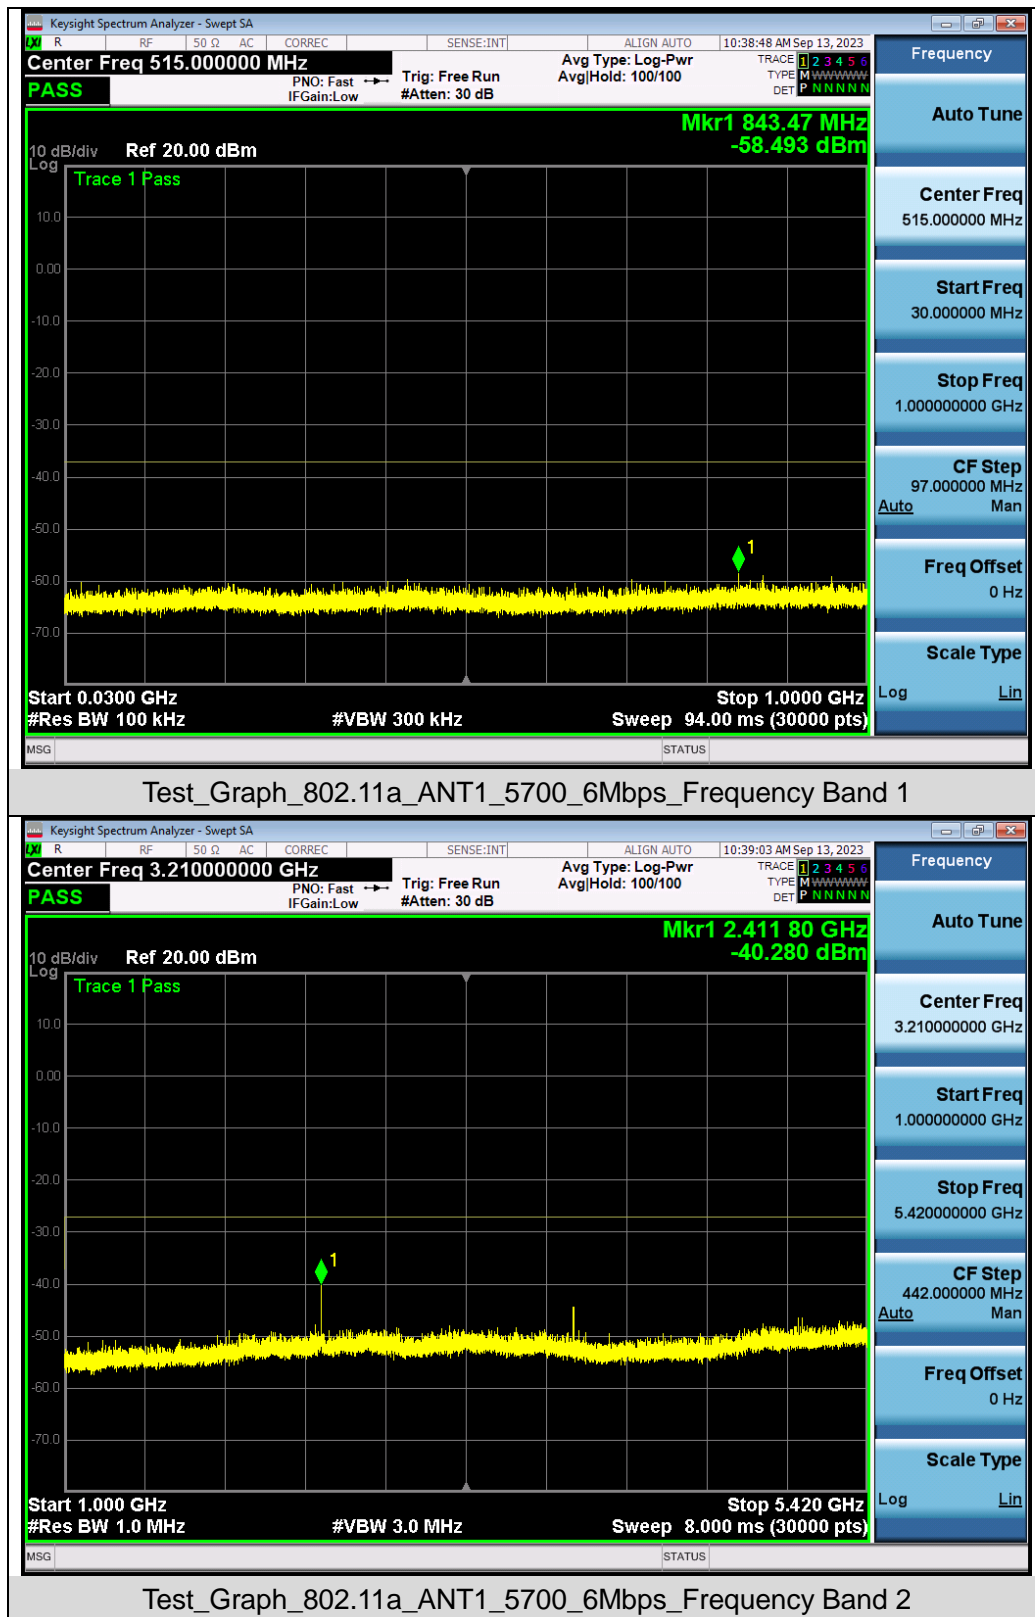 Keysight Spectrum Analyzer - Swept SA
LXI R RF 50 Ω AC CORREC SENSE:INT ALIGN AUTO 10:38:48 AM Sep 13, 2023
Center Freq 515.000000 MHz
PASS
PNO: Fast
IFGain:Low
Trig: Free Run
#Atten: 30 dB
Avg Type: Log-Pwr
Avg|Hold: 100/100
TRACE 1 2 3 4 5 6
TYPE M WWWWW
DET P N N N N N
Mkr1 843.47 MHz
-58.493 dBm
10 dB/div Ref 20.00 dBm
Log
Trace 1 Pass
10.0
0.00
-10.0
-20.0
-30.0
-40.0
-50.0
-60.0
-70.0
1
Start 0.0300 GHz Stop 1.0000 GHz
#Res BW 100 kHz #VBW 300 kHz Sweep 94.00 ms (30000 pts)
MSG STATUS
Frequency
Auto Tune
Center Freq
515.000000 MHz
Start Freq
30.000000 MHz
Stop Freq
1.000000000 GHz
CF Step
97.000000 MHz
Auto Man
Freq Offset
0 Hz
Scale Type
Log Lin
Test_Graph_802.11a_ANT1_5700_6Mbps_Frequency Band 1
Keysight Spectrum Analyzer - Swept SA
LXI R RF 50 Ω AC CORREC SENSE:INT ALIGN AUTO 10:39:03 AM Sep 13, 2023
Center Freq 3.210000000 GHz
PASS
PNO: Fast
IFGain:Low
Trig: Free Run
#Atten: 30 dB
Avg Type: Log-Pwr
Avg|Hold: 100/100
TRACE 1 2 3 4 5 6
TYPE M WWWWW
DET P N N N N N
Mkr1 2.411 80 GHz
-40.280 dBm
10 dB/div Ref 20.00 dBm
Log
Trace 1 Pass
10.0
0.00
-10.0
-20.0
-30.0
-40.0
-50.0
-60.0
-70.0
1
Start 1.000 GHz Stop 5.420 GHz
#Res BW 1.0 MHz #VBW 3.0 MHz Sweep 8.000 ms (30000 pts)
MSG STATUS
Frequency
Auto Tune
Center Freq
3.210000000 GHz
Start Freq
1.000000000 GHz
Stop Freq
5.420000000 GHz
CF Step
442.000000 MHz
Auto Man
Freq Offset
0 Hz
Scale Type
Log Lin
Test_Graph_802.11a_ANT1_5700_6Mbps_Frequency Band 2